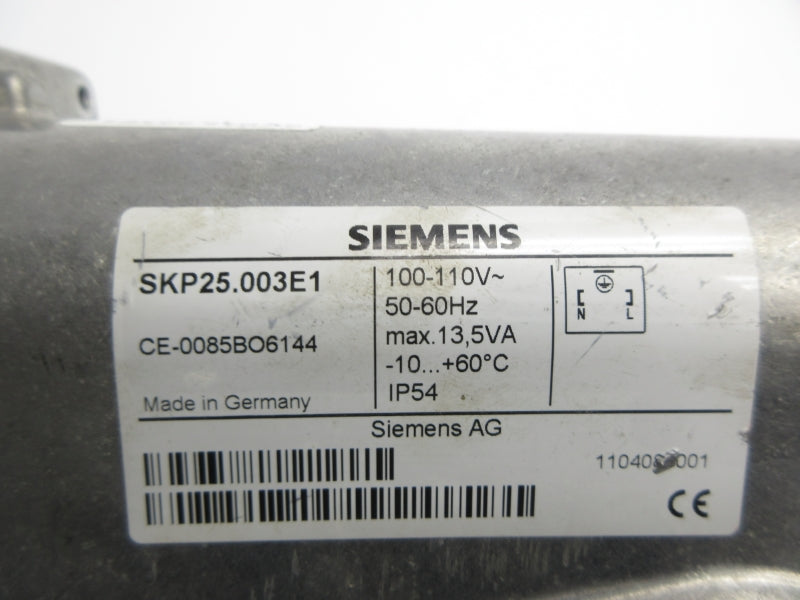 SIEMENS
SKP25.003E1
CE-0085BO6144
Made in Germany
100-110V~
50-60Hz
max.13,5VA
-10...+60°C
IP54
N L
Siemens AG
CE